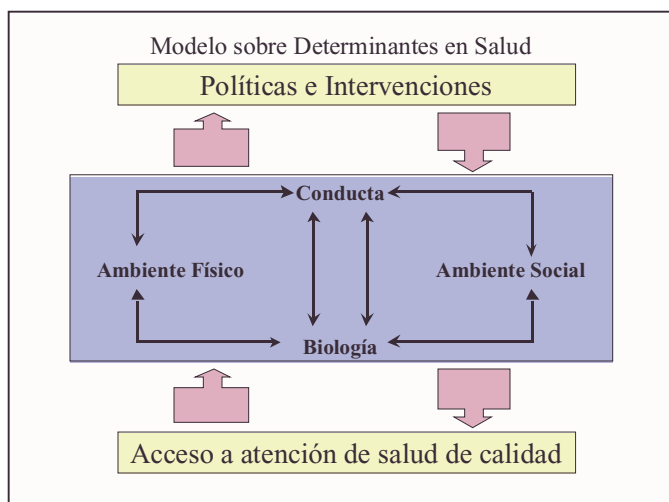 Modelo sobre Determinantes en Salud
Políticas e Intervenciones
Conducta
Ambiente Físico
Ambiente Social
Biología
Acceso a atención de salud de calidad